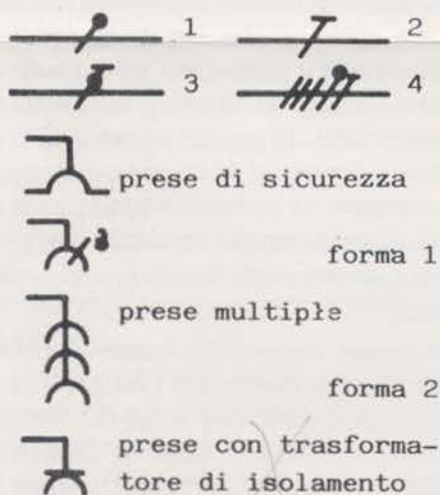 1 2
3 4
prese di sicurezza
3
forma 1
prese multiple
forma 2
prese con trasforma-
tore di isolamento